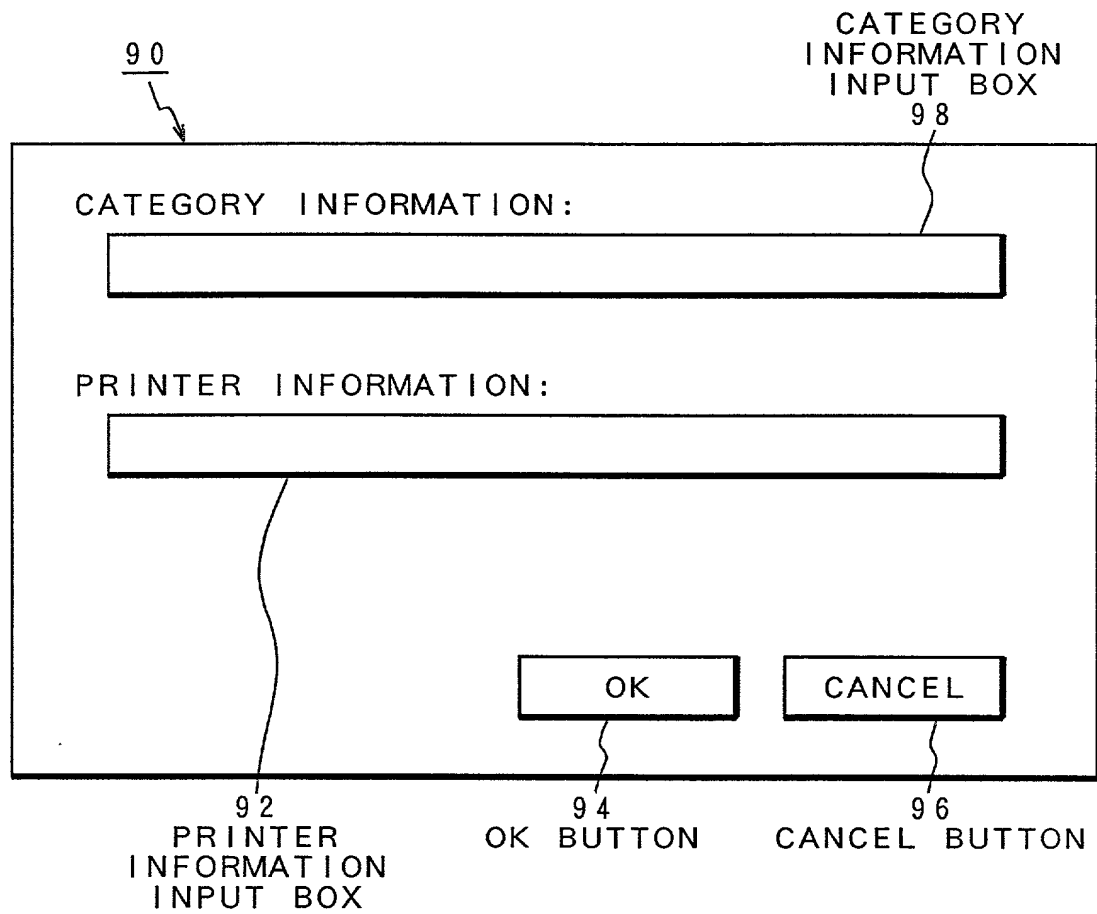 90
CATEGORY
INFORMATION
INPUT BOX
98
CATEGORY INFORMATION:
PRINTER INFORMATION:
OK
CANCEL
92
PRINTER
INFORMATION
INPUT BOX
94
OK BUTTON
96
CANCEL BUTTON